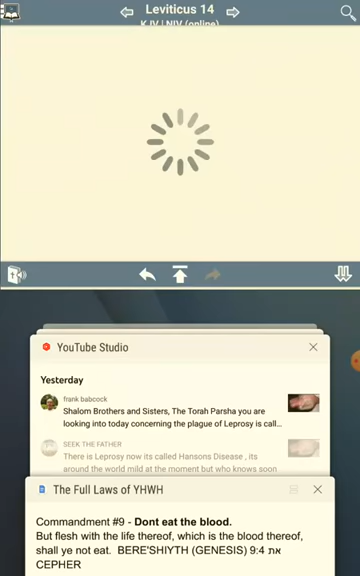 Leviticus 14
KJV | NIV (online)
YouTube Studio
Yesterday
frank babcock
Shalom Brothers and Sisters, The Torah Parsha you are
looking into today concerning the plague of Leprosy is call...
SEEK THE FATHER
There is Leprosy now its called Hansons Disease , its
around the world mild at the moment but who knows soon
The Full Laws of YHWH
Commandment #9 - Dont eat the blood.
But flesh with the life thereof, which is the blood thereof,
shall ye not eat.  BERE'SHIYTH (GENESIS) 9:4 את
CEPHER